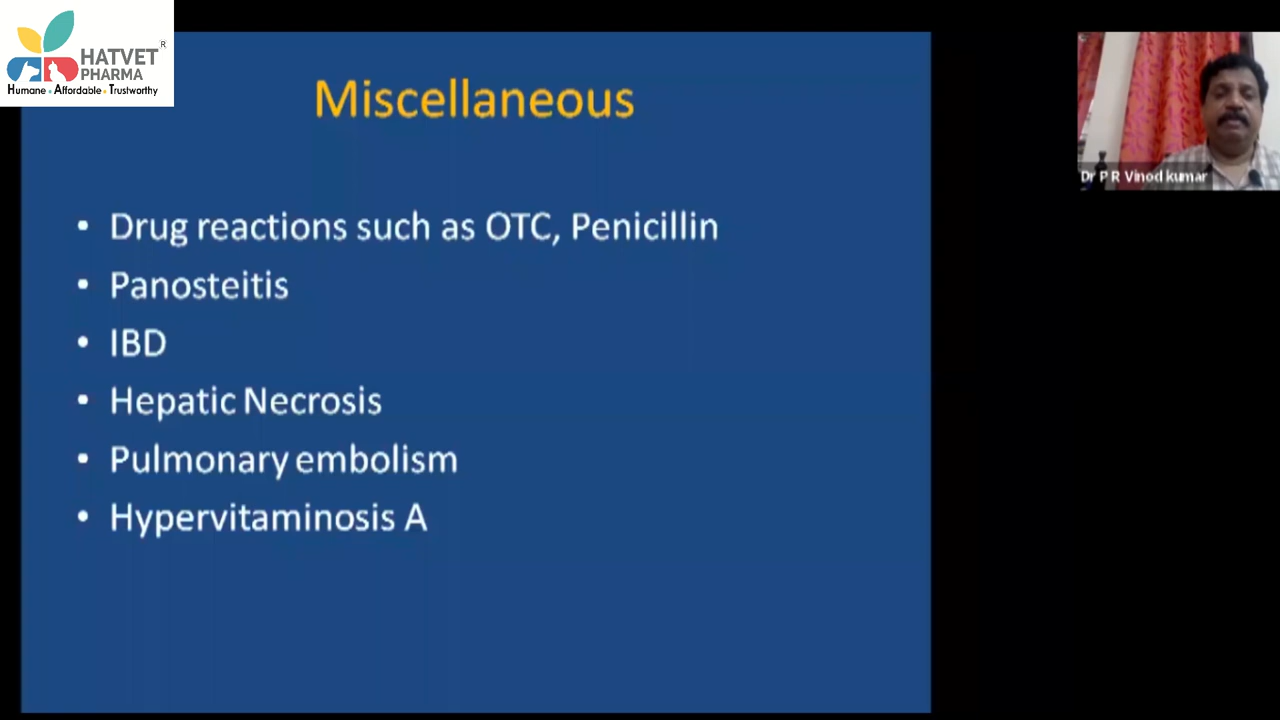 HATVET®
PHARMA
Humane • Affordable • Trustworthy
Miscellaneous
• Drug reactions such as OTC, Penicillin
• Panosteitis
• IBD
• Hepatic Necrosis
• Pulmonary embolism
• Hypervitaminosis A
Dr P R Vinod kumar